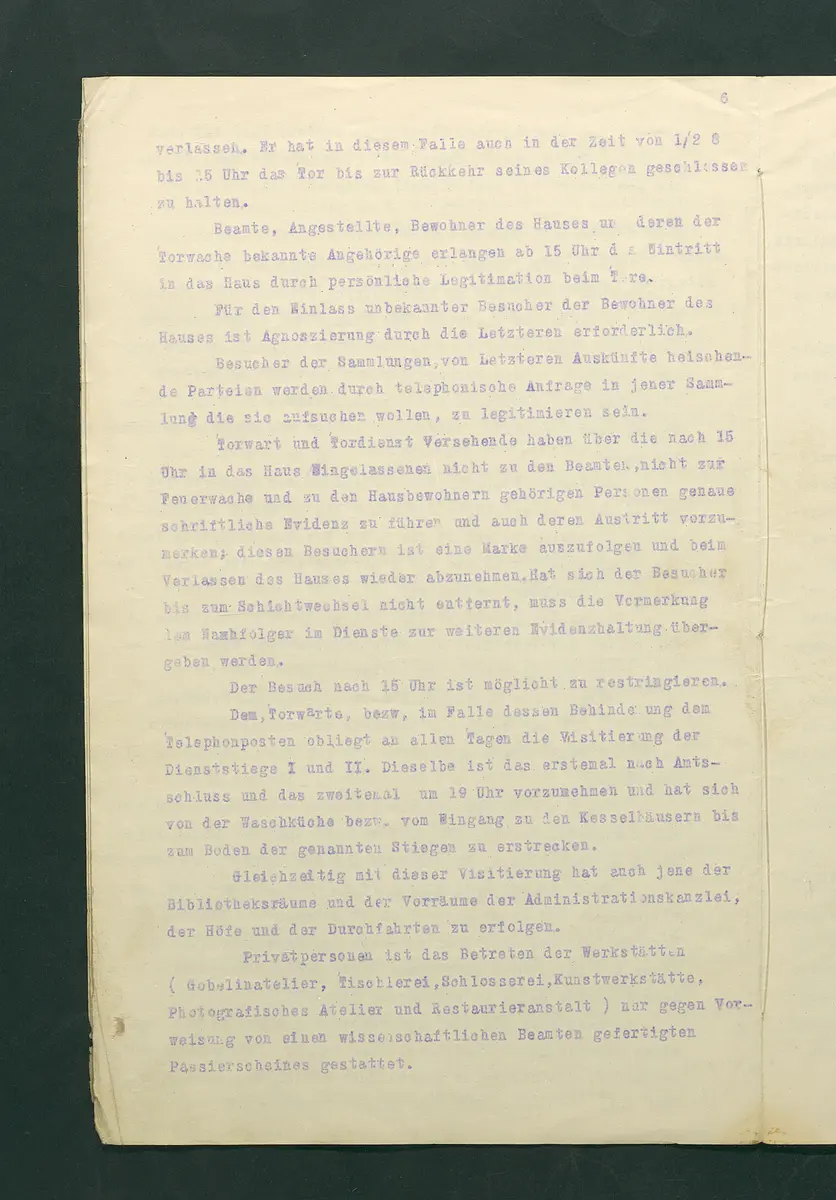 6
verlassen. Er hat in diesem Falle auch in der Zeit von 1/2 8
bis 15 Uhr das Tor bis zur Rückkehr seines Kollegen geschlossen
zu halten.
Beamte, Angestellte, Bewohner des Hauses un deren der
Torwache bekannte Angehörige erlangen ab 15 Uhr den Eintritt
in das Haus durch persönliche Legitimation beim Tore.
Für den Einlass unbekannter Besucher der Bewohner des
Hauses ist Agnoszierung durch die Letzteren erforderlich.
Besucher der Sammlungen, von Letzteren Auskünfte heischen-
de Parteien werden durch telephonische Anfrage in jener Samm-
lung die sie aufsuchen wollen, zu legitimieren sein.
Torwart und Tordienst Versehende haben über die nach 15
Uhr in das Haus Eingelassenen nicht zu den Beamten, nicht zur
Feuerwache und zu den Hausbewohnern gehörigen Personen genaue
schriftliche Evidenz zu führen und auch deren Austritt vorzu-
merken; diesen Besuchern ist eine Marke auszufolgen und beim
Verlassen des Hauses wieder abzunehmen. Hat sich der Besucher
bis zum Schichtwechsel nicht entfernt, muss die Vormerkung
dem Nachfolger im Dienste zur weiteren Evidenzhaltung über-
geben werden.
Der Besuch nach 15 Uhr ist möglicht zu restringieren.
Dem, Torwarte, bezw, im Falle dessen Behinderung dem
Telephonposten obliegt an allen Tagen die Visitierung der
Dienststiege I und II. Dieselbe ist das erstemal nach Amts-
schluss und das zweitemal um 19 Uhr vorzunehmen und hat sich
von der Waschküche bezw. vom Eingang zu den Kesselhäusern bis
zum Boden der genannten Stiegen zu erstrecken.
Gleichzeitig mit dieser Visitierung hat auch jene der
Bibliotheksräume und der Vorräume der Administrationskanzlei,
der Höfe und der Durchfahrten zu erfolgen.
Privatpersonen ist das Betreten der Werkstätten
( Gobelinatelier, Tischlerei, Schlosserei, Kunstwerkstätte,
Photografisches Atelier und Restaurieranstalt ) nur gegen Vor-
weisung von einen wissenschaftlichen Beamten gefertigten
Passierscheines gestattet.